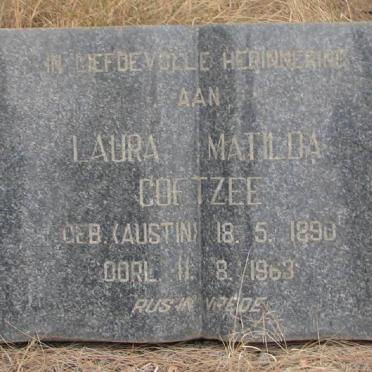 IN LIEFDEVOLLE HERINNERING
AAN
LAURA MATILDA
COETZEE
GEB. (AUSTIN) 18. 5. 1890
OORL. 11. 8. 1963
RUS IN VREDE